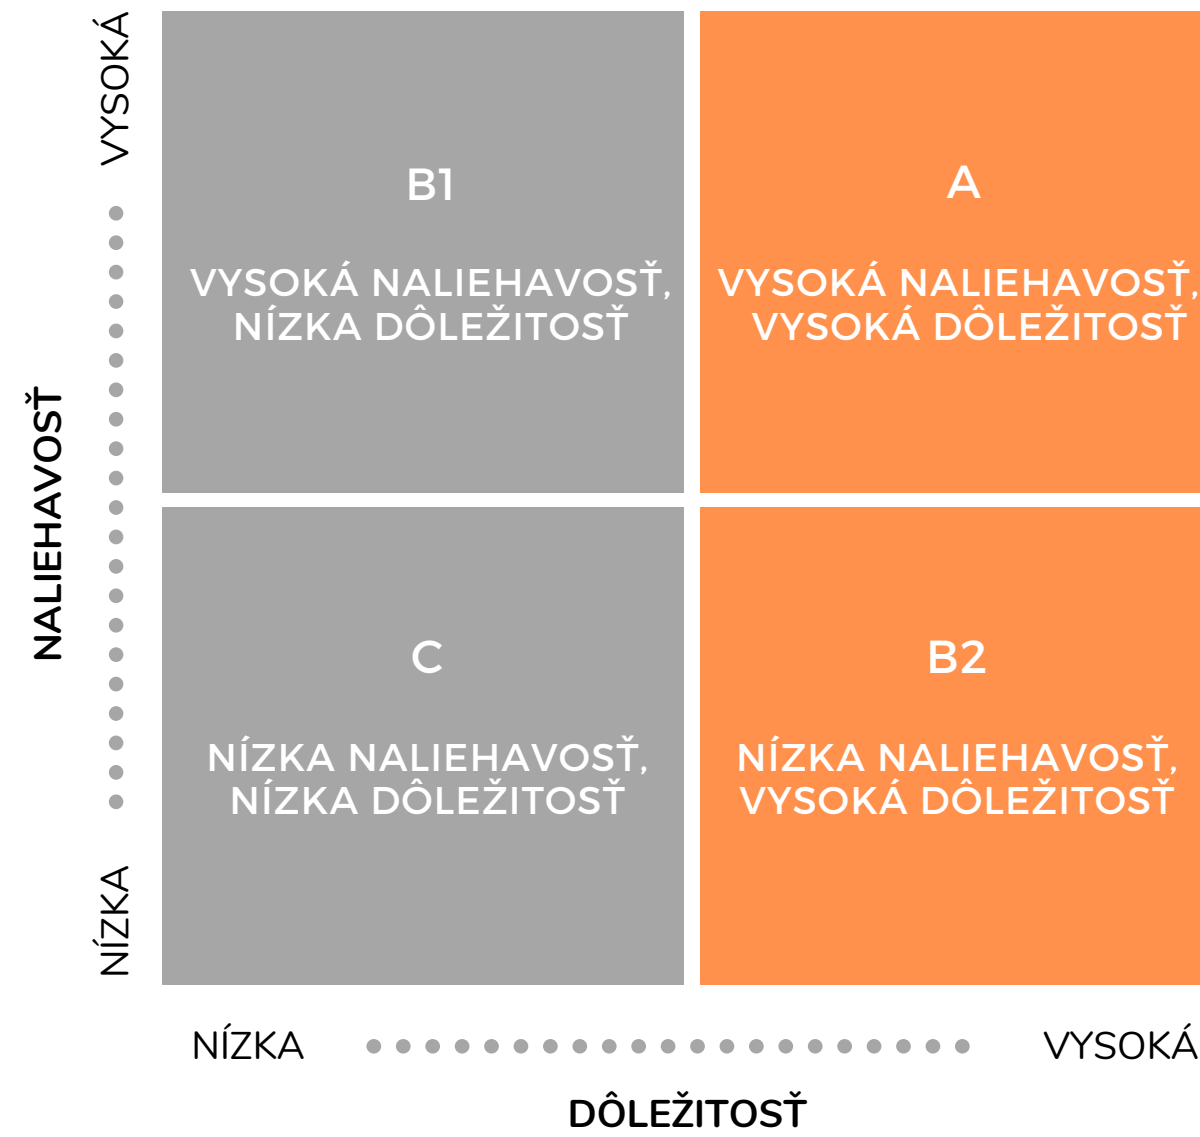 VYSOKÁ
NALIEHAVOSŤ
NÍZKA
B1
VYSOKÁ NALIEHAVOSŤ,
NÍZKA DÔLEŽITOSŤ
A
VYSOKÁ NALIEHAVOSŤ,
VYSOKÁ DÔLEŽITOSŤ
C
NÍZKA NALIEHAVOSŤ,
NÍZKA DÔLEŽITOSŤ
B2
NÍZKA NALIEHAVOSŤ,
VYSOKÁ DÔLEŽITOSŤ
NÍZKA
VYSOKÁ
DÔLEŽITOSŤ